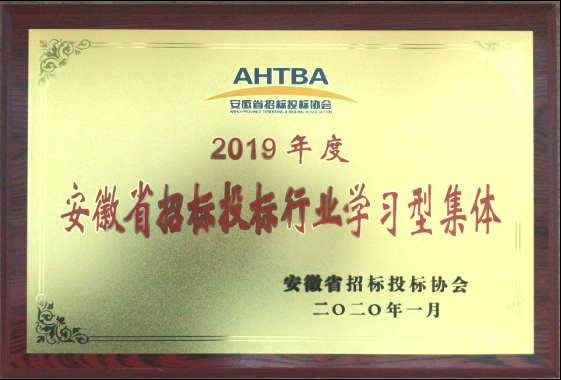 AHTBA
安徽省招标投标协会
ANHUI PROVINCE TENDERING & BIDDING ASSOCIATION
2019年度
安徽省招标投标行业学习型集体
安徽省招标投标协会
二〇二〇年一月